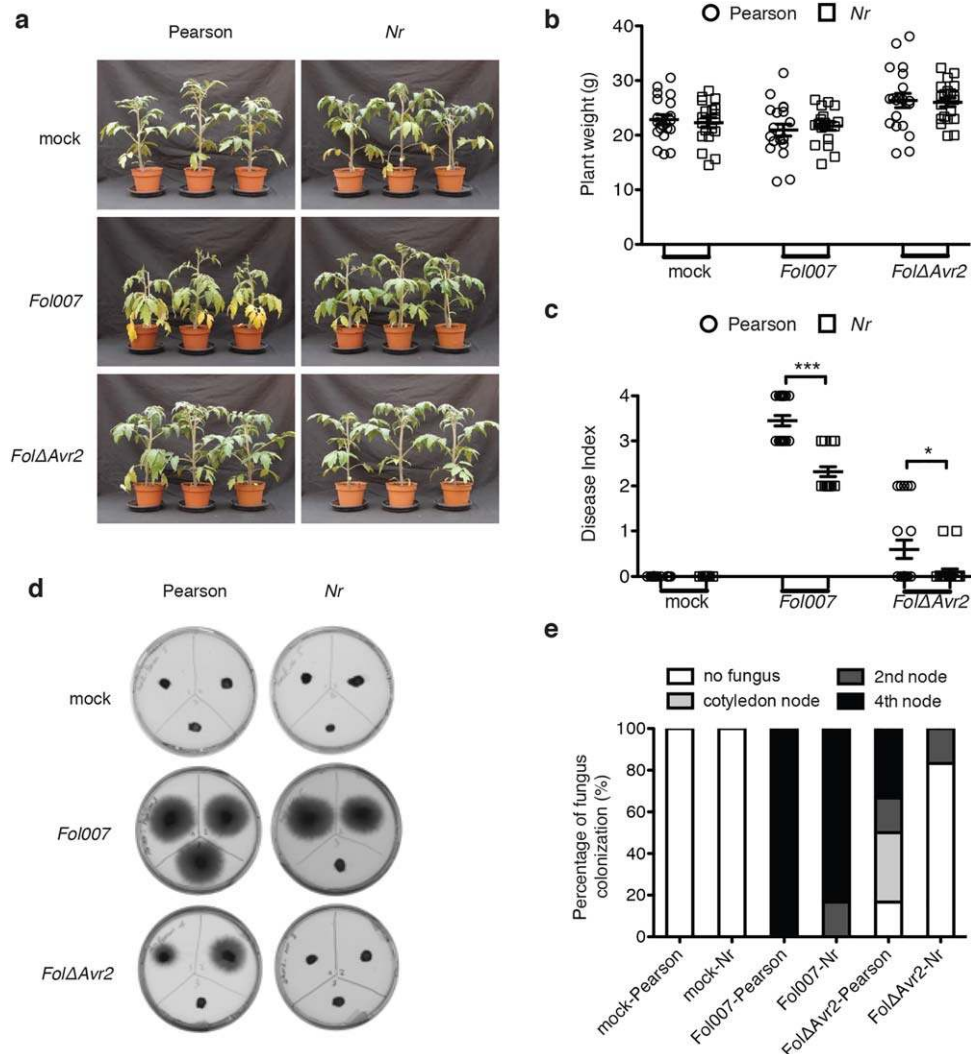 a
Pearson
Nr
mock
Fol007
FolΔAvr2
b
Pearson Nr
Plant weight (g)
40
30
20
10
0
mock Fol007 FolΔAvr2
c
Pearson Nr
Disease Index
4
3
2
1
0
***
*
mock Fol007 FolΔAvr2
d
Pearson
Nr
mock
Fol007
FolΔAvr2
e
no fungus 2nd node
cotyledon node 4th node
Percentage of fungus
colonization (%)
100
80
60
40
20
0
mock-Pearson
mock-Nr
Fol007-Pearson
Fol007-Nr
FolΔAvr2-Pearson
FolΔAvr2-Nr